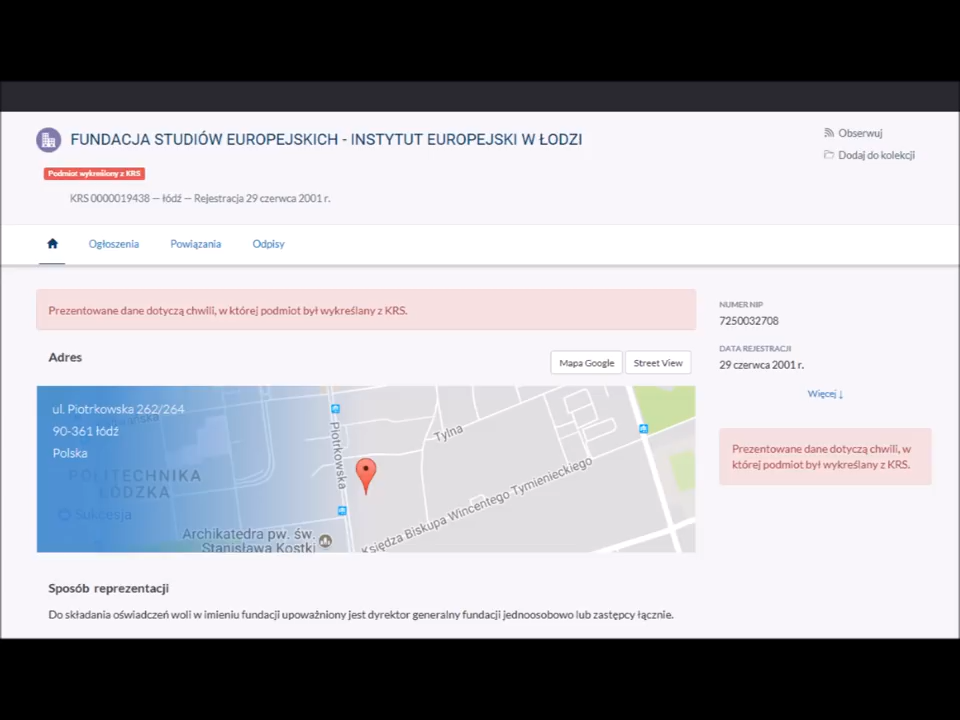 FUNDACJA STUDIÓW EUROPEJSKICH - INSTYTUT EUROPEJSKI W ŁODZI
Obserwuj
Dodaj do kolekcji
Podmiot wykreślony z KRS
KRS 0000019438 — łódź — Rejestracja 29 czerwca 2001 r.
Ogłoszenia
Powiązania
Odpisy
Prezentowane dane dotyczą chwili, w której podmiot był wykreślany z KRS.
NUMER NIP
7250032708
DATA REJESTRACJI
29 czerwca 2001 r.
Więcej ↓
Prezentowane dane dotyczą chwili, w
której podmiot był wykreślany z KRS.
Adres
Mapa Google
Street View
ul. Piotrkowska 262/264
90-361 łódź
Polska
POLITECHNIKA
ŁÓDZKA
Sukcesja
Piotrkowska
Tylna
Księdza Biskupa Wincentego Tymienieckiego
Archikatedra pw. św.
Stanisława Kostki
Sposób reprezentacji
Do składania oświadczeń woli w imieniu fundacji upoważniony jest dyrektor generalny fundacji jednoosobowo lub zastępcy łącznie.